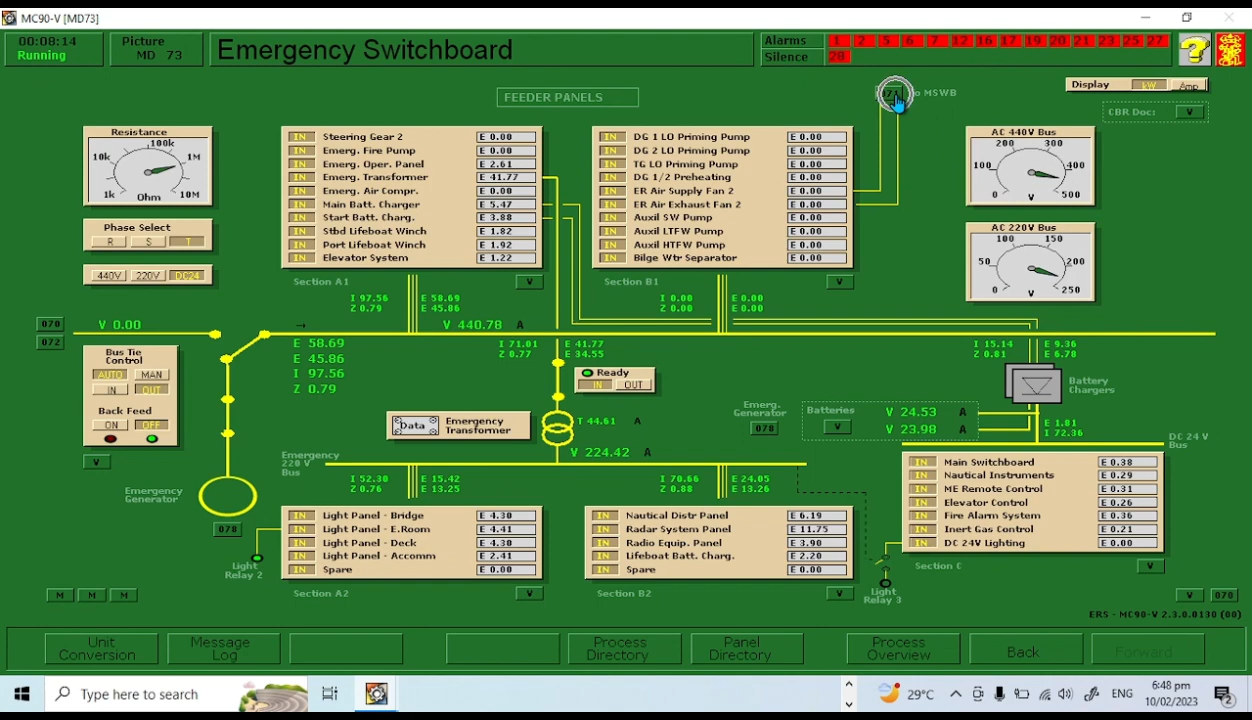 MC90-V [MD73]
00:08:14
Running
Picture
MD 73
Emergency Switchboard
Alarms
1 2 5 6 7 12 16 17 19 20 21 23 25 27
Silence
28
?
FEEDER PANELS
MSWB
Display
kW Amp
CBR Doc: V
Resistance
100k
10k 1M
1k Ohm 10M
Phase Select
R S T
440V 220V DC24
IN Steering Gear 2 E 0.00
IN Emerg. Fire Pump E 0.00
IN Emerg. Oper. Panel E 2.61
IN Emerg. Transformer E 41.77
IN Emerg. Air Compr. E 0.00
IN Main Batt. Charger E 5.47
IN Start Batt. Charg. E 3.88
IN Stbd Lifeboat Winch E 1.82
IN Port Lifeboat Winch E 1.92
IN Elevator System E 1.22
Section A1 V
IN DG 1 LO Priming Pump E 0.00
IN DG 2 LO Priming Pump E 0.00
IN TG LO Priming Pump E 0.00
IN DG 1/2 Preheating E 0.00
IN ER Air Supply Fan 2 E 0.00
IN ER Air Exhaust Fan 2 E 0.00
IN Auxil SW Pump E 0.00
IN Auxil LTFW Pump E 0.00
IN Auxil HTFW Pump E 0.00
IN Bilge Wtr Separator E 0.00
Section B1 V
AC 440V Bus
200 300
100 400
0 V 500
AC 220V Bus
100 150
50 200
0 V 250
I 97.56 E 58.69
Z 0.79 E 45.86
I 0.00 E 0.00
Z 0.00 E 0.00
070
072
V 0.00
V 440.78 A
E 58.69
E 45.86
I 97.56
Z 0.79
I 71.01 E 41.77
Z 0.77 E 34.55
I 15.14 E 9.36
Z 0.81 E 6.78
Bus Tie
Control
AUTO MAN
IN OUT
Back Feed
ON OFF
V
Ready
IN OUT
Battery
Chargers
Data
Emergency
Transformer
T 44.61 A
V 224.42 A
Emerg.
Generator
078
Batteries
V
V 24.53 A
V 23.98 A
E 1.81
I 72.36
DC 24 V
Bus
Emergency
220 V
Bus
I 52.30 E 15.42
Z 0.76 E 13.25
I 70.66 E 24.05
Z 0.88 E 13.26
Emergency
Generator
078
Light
Relay 2
IN Light Panel - Bridge E 4.30
IN Light Panel - E.Room E 4.41
IN Light Panel - Deck E 4.30
IN Light Panel - Accomm E 2.41
IN Spare E 0.00
Section A2 V
IN Nautical Distr Panel E 6.19
IN Radar System Panel E 11.75
IN Radio Equip. Panel E 3.90
IN Lifeboat Batt. Charg. E 2.20
IN Spare E 0.00
Section B2 V
Light
Relay 3
IN Main Switchboard E 0.38
IN Nautical Instruments E 0.29
IN ME Remote Control E 0.31
IN Elevator Control E 0.26
IN Fire Alarm System E 0.36
IN Inert Gas Control E 0.21
IN DC 24V Lighting E 0.00
Section C V
M M M
V 070
ERS - MC90-V 2.3.0.0130 (00)
Unit
Conversion
Message
Log
Process
Directory
Panel
Directory
Process
Overview
Back
Forward
Type here to search
29°C
ENG
6:48 pm
10/02/2023
2